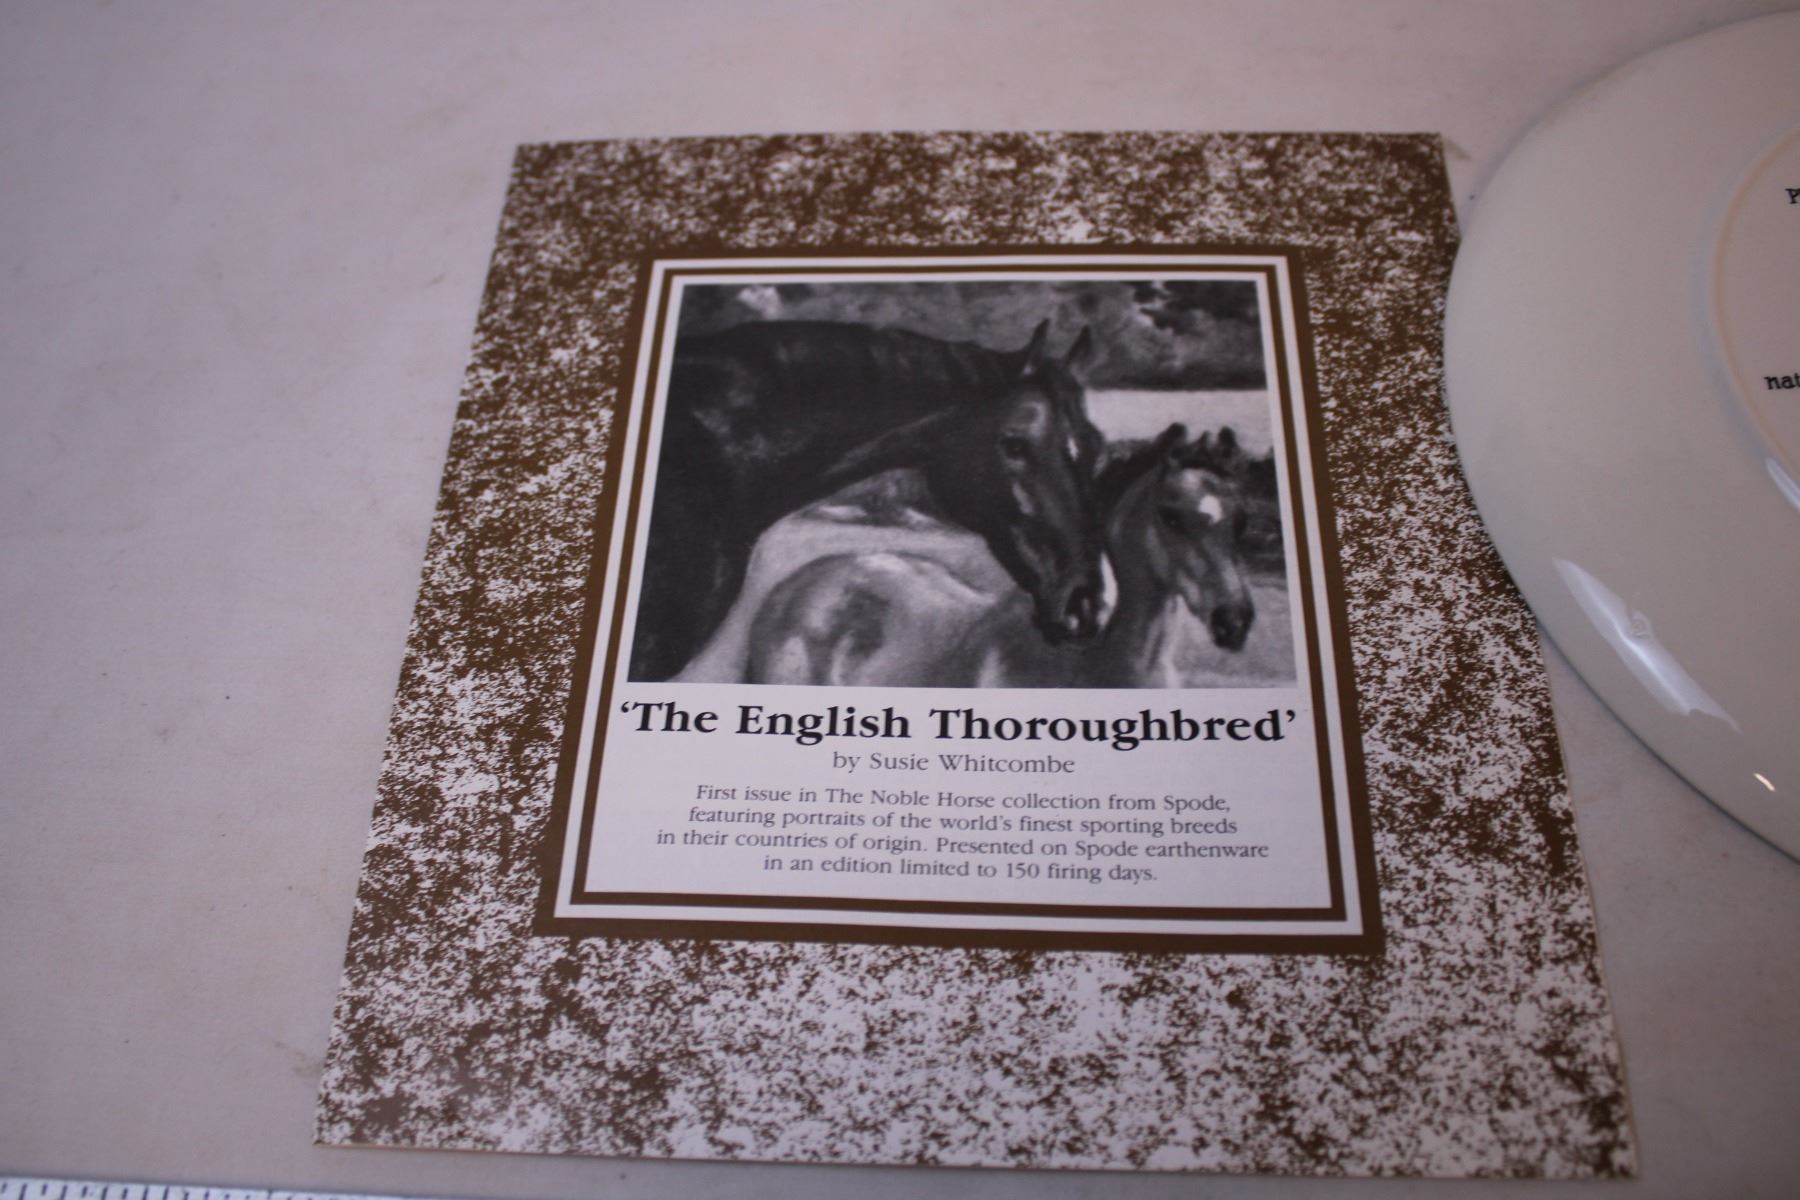 ‘The English Thoroughbred’
by Susie Whitcombe
First issue in The Noble Horse collection from Spode,
featuring portraits of the world’s finest sporting breeds
in their countries of origin. Presented on Spode earthenware
in an edition limited to 150 firing days.
nat